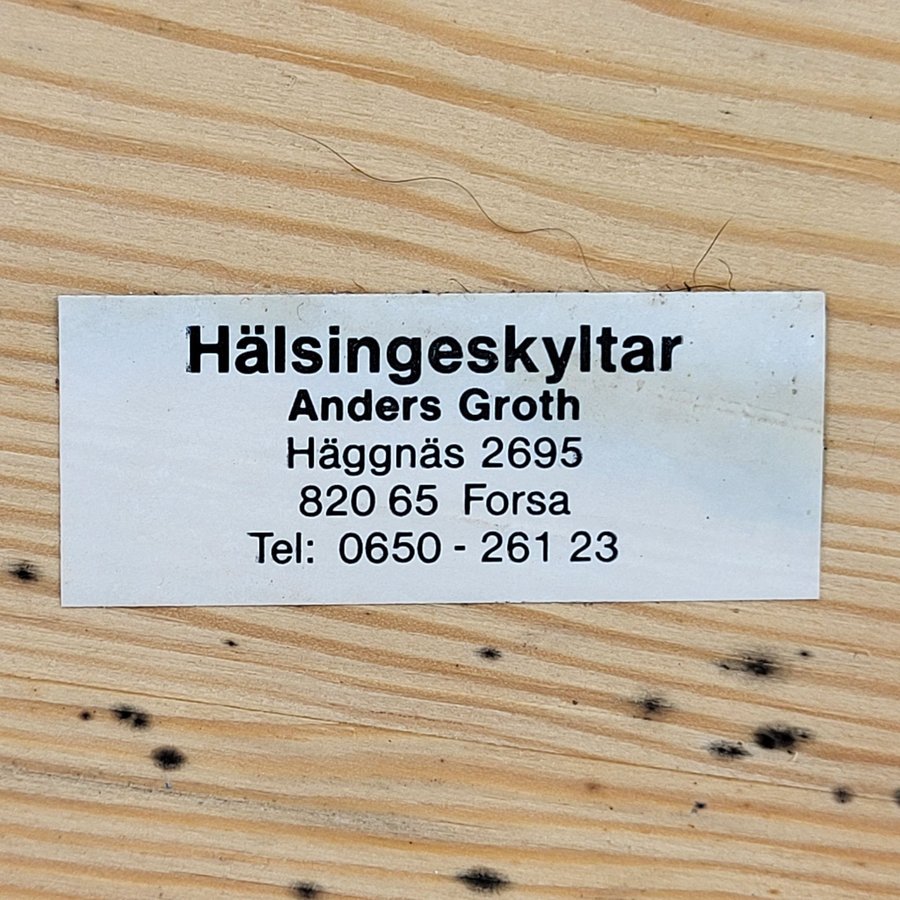 Hälsingeskyltar
Anders Groth
Häggnäs 2695
820 65 Forsa
Tel: 0650 - 261 23